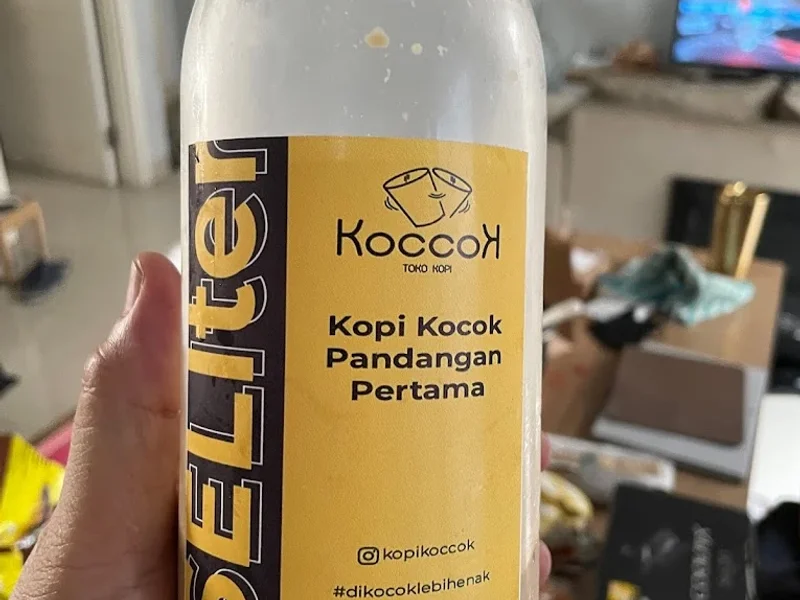 SELIter
KoccoK
TOKO KOPI
Kopi Kocok
Pandangan
Pertama
kopikoccok
#dikocoklebihenak